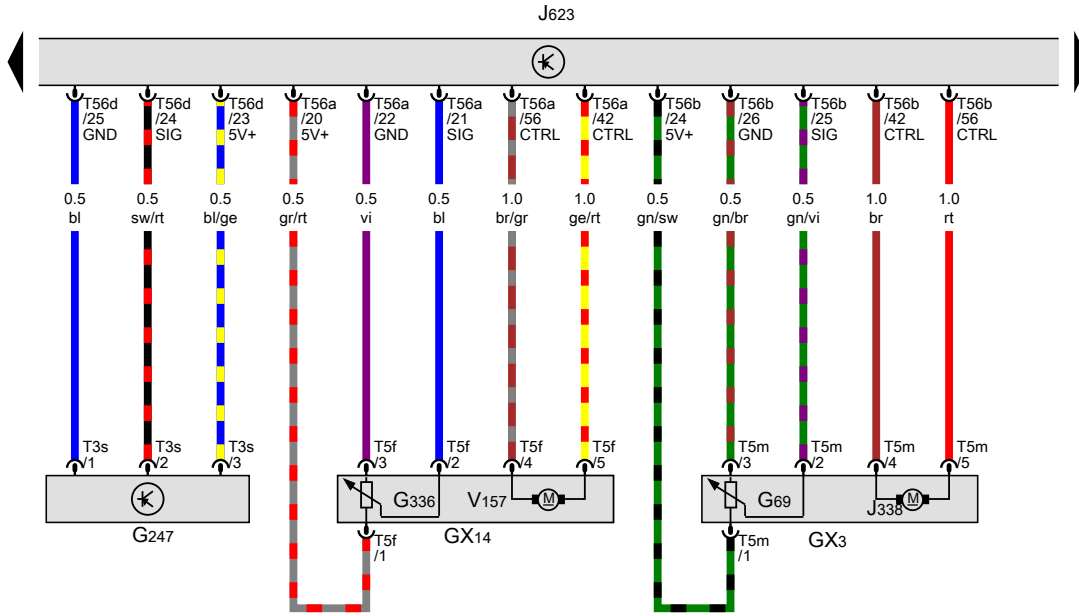 J623
T56d T56d T56d T56a T56a T56a T56a T56a T56b T56b T56b T56b T56b
/25 /24 /23 /20 /22 /21 /56 /42 /24 /26 /25 /42 /56
GND SIG 5V+ 5V+ GND SIG CTRL CTRL 5V+ GND SIG CTRL CTRL
0.5 0.5 0.5 0.5 0.5 0.5 1.0 1.0 0.5 0.5 0.5 1.0 1.0
bl sw/rt bl/ge gr/rt vi bl br/gr ge/rt gn/sw gn/br gn/vi br rt
T3s T3s T3s T5f T5f T5f T5f T5m T5m T5m T5m
/1 /2 /3 /3 /2 /4 /5 /3 /2 /4 /5
G336 V157 M G69 J338 M
G247 GX14 GX3
T5f T5m
/1 /1